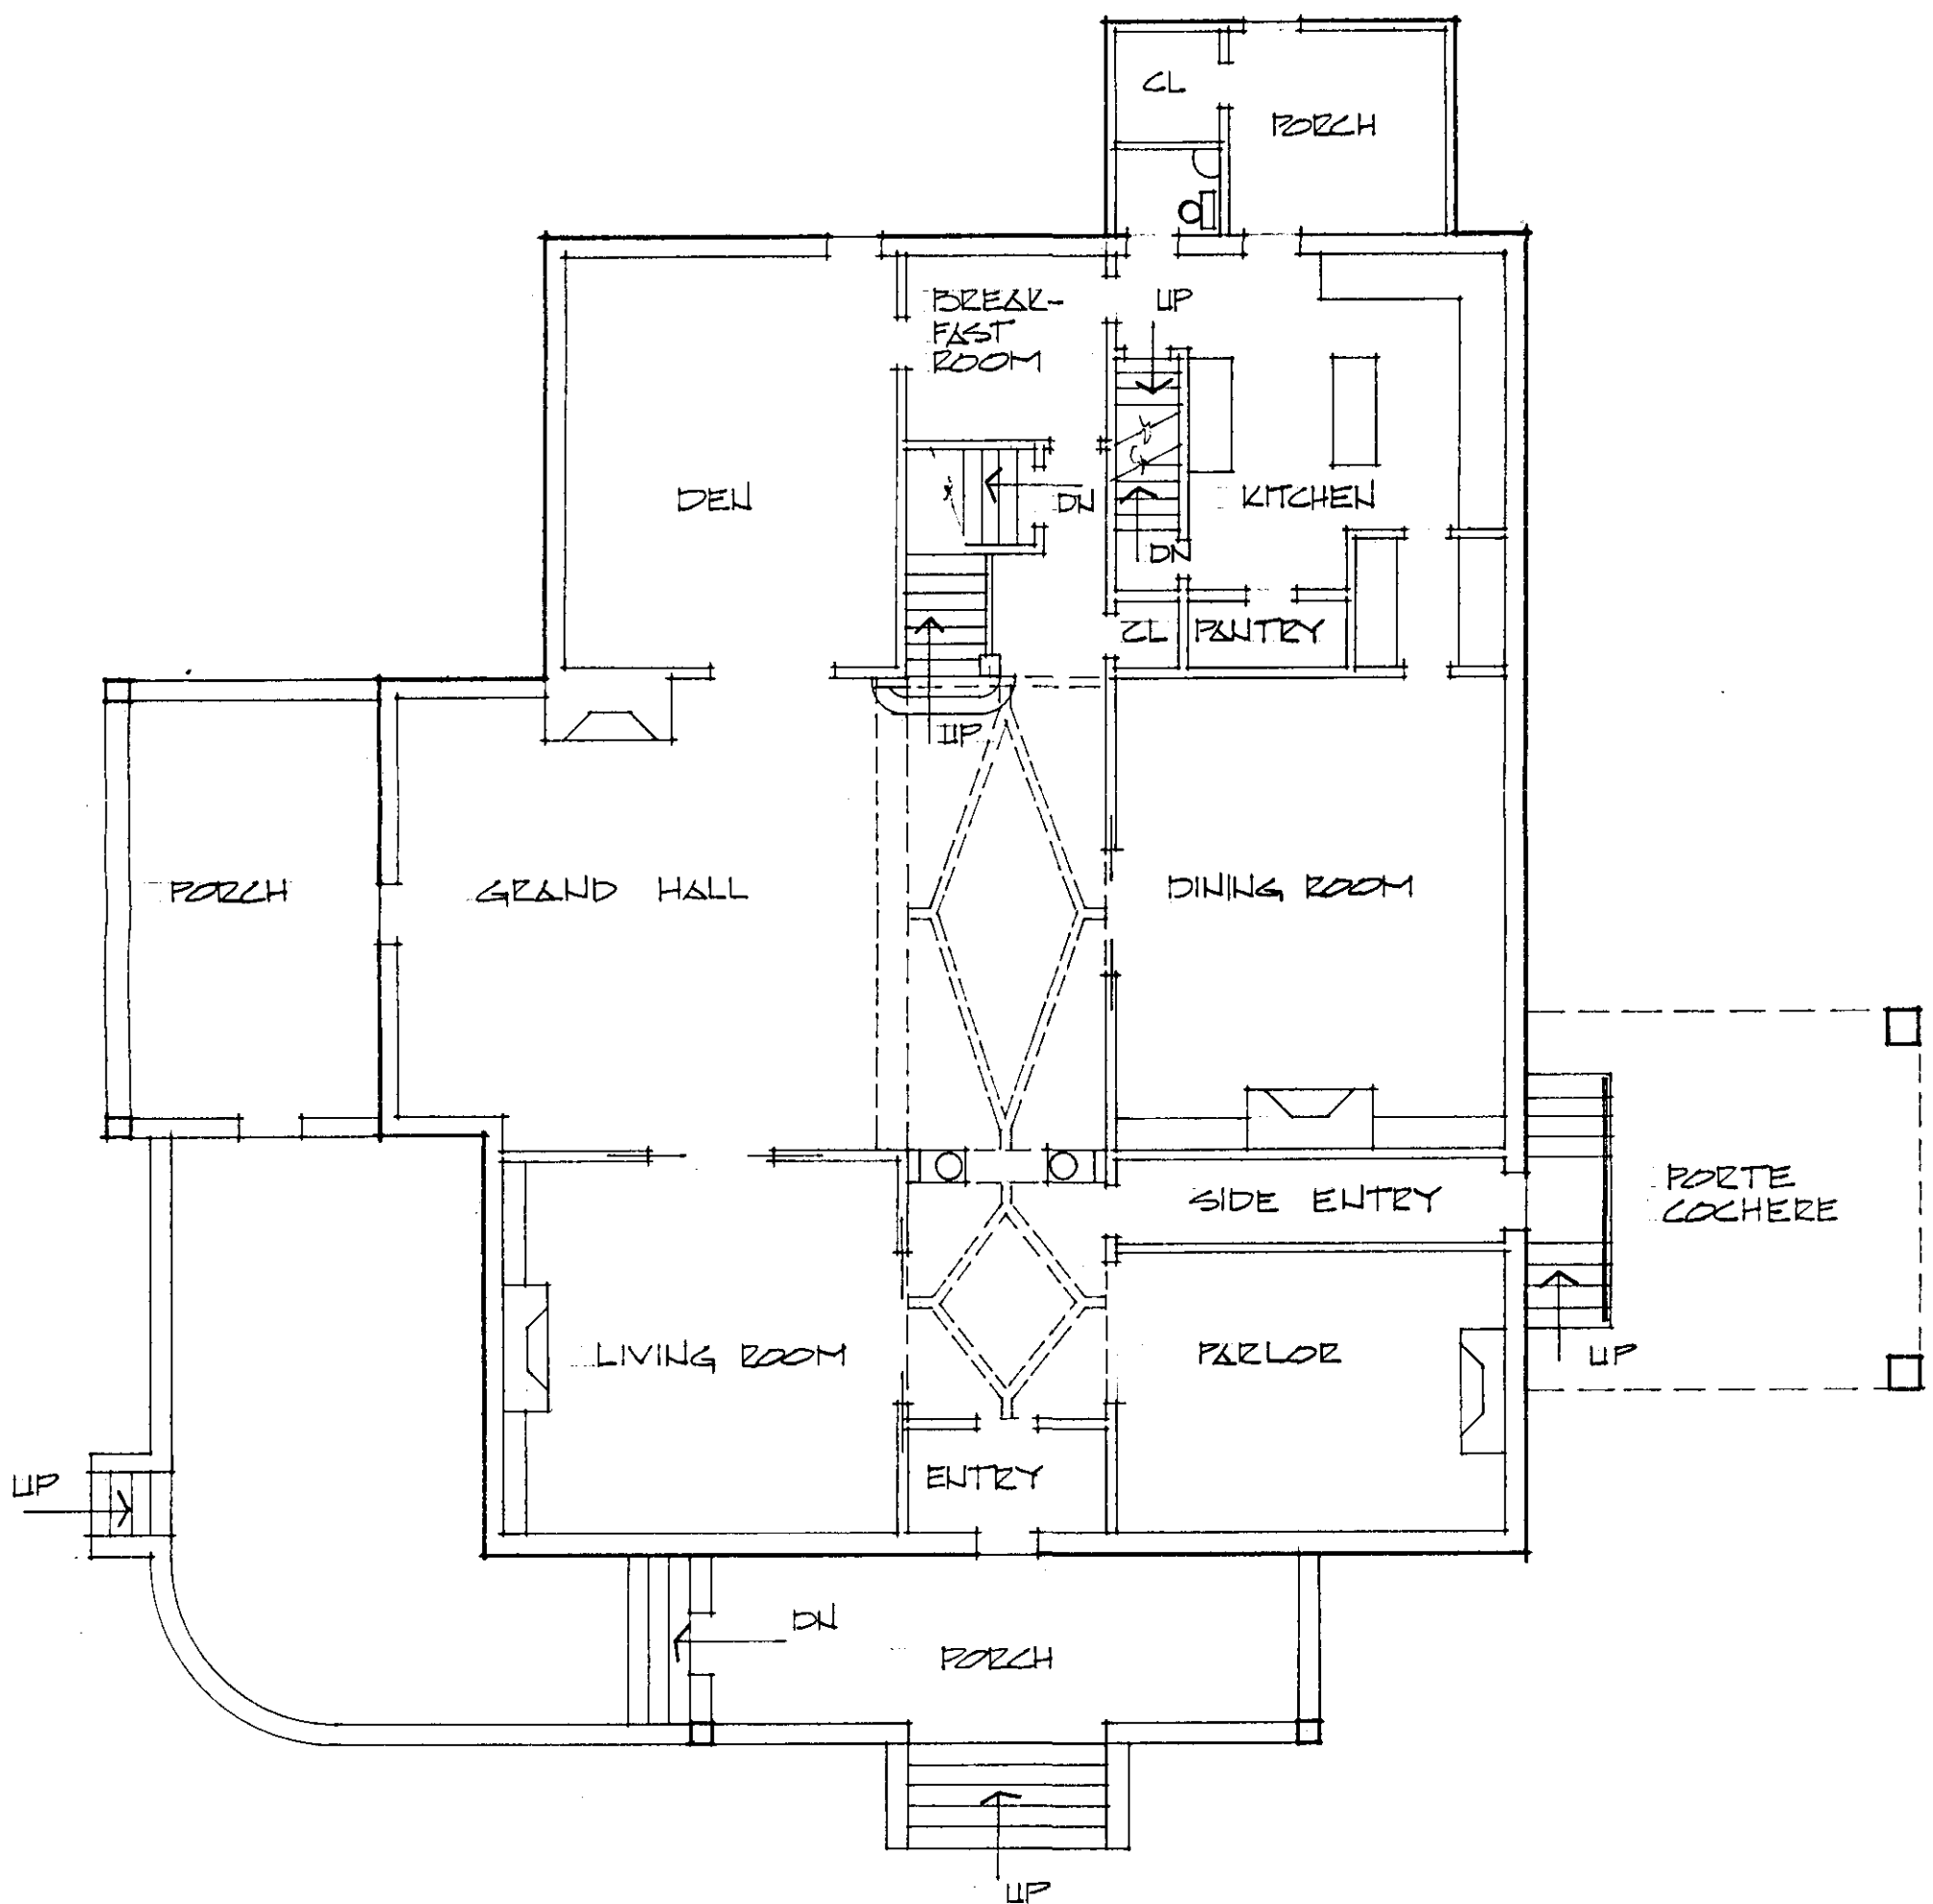 CL
PORCH
BREAK-
FAST
ROOM
UP
DEN
DN
KITCHEN
DN
CL PANTRY
UP
PORCH
GRAND HALL
DINING ROOM
SIDE ENTRY
PORTE
COCHERE
LIVING ROOM
PARLOR
UP
ENTRY
UP
DN
PORCH
UP